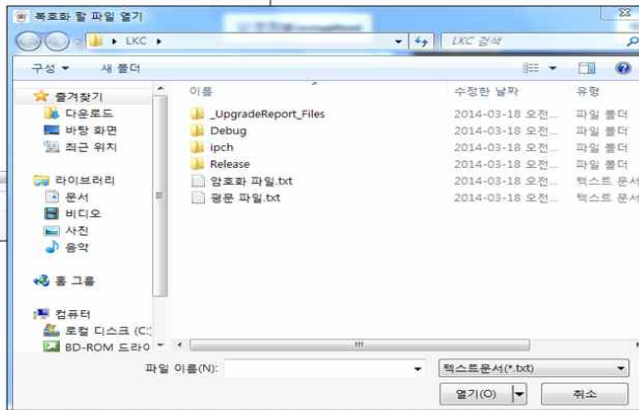 복호화 할 파일 열기
LKC
LKC 검색
구성 새 폴더
이름 수정한 날짜 유형
즐겨찾기
다운로드
바탕 화면
최근 위치
라이브러리
문서
비디오
사진
음악
홈 그룹
컴퓨터
로컬 디스크 (C:
BD-ROM 드라이
_UpgradeReport_Files 2014-03-18 오전... 파일 폴더
Debug 2014-03-18 오전... 파일 폴더
ipch 2014-03-18 오전... 파일 폴더
Release 2014-03-18 오전... 파일 폴더
암호화 파일.txt 2014-03-18 오전... 텍스트 문서
평문 파일.txt 2014-03-18 오전... 텍스트 문서
파일 이름(N): 텍스트문서(*.txt)
열기(O) 취소